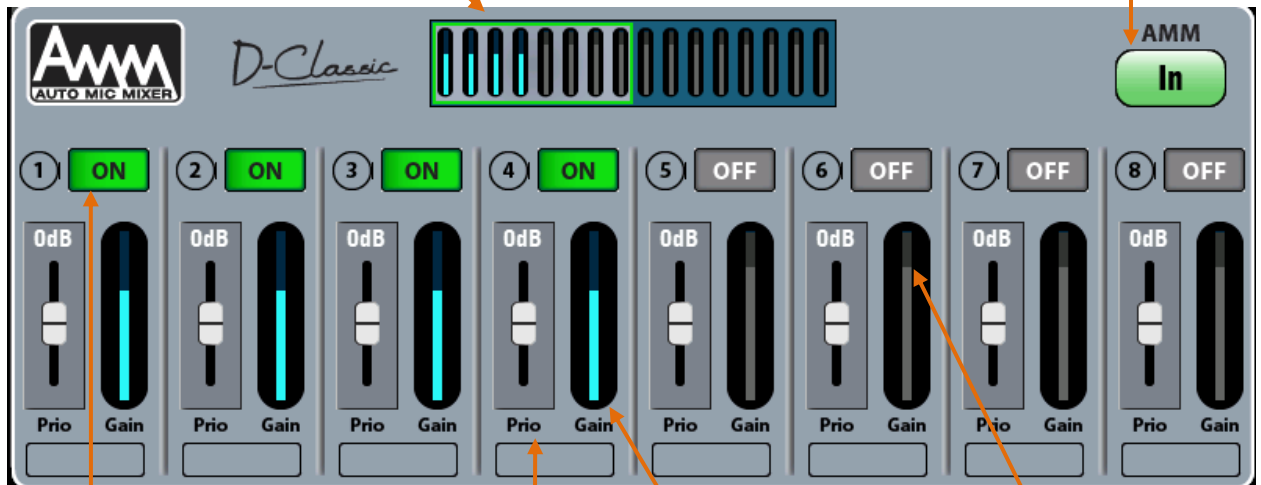 AMM
AUTO MIC MIXER
D-Classic
AMM
In
1 ON 2 ON 3 ON 4 ON 5 OFF 6 OFF 7 OFF 8 OFF
0dB 0dB 0dB 0dB 0dB 0dB 0dB 0dB
Prio Gain Prio Gain Prio Gain Prio Gain Prio Gain Prio Gain Prio Gain Prio Gain